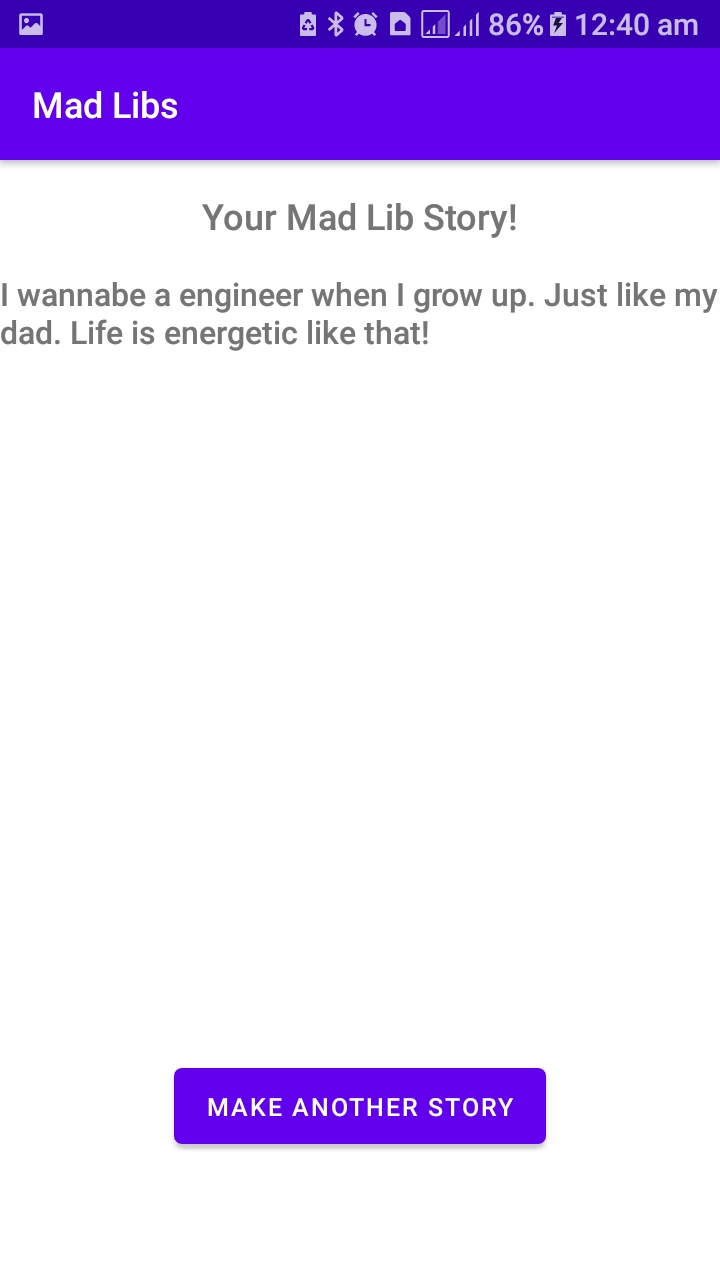 86% 12:40 am
Mad Libs
Your Mad Lib Story!
I wannabe a engineer when I grow up. Just like my
dad. Life is energetic like that!
MAKE ANOTHER STORY